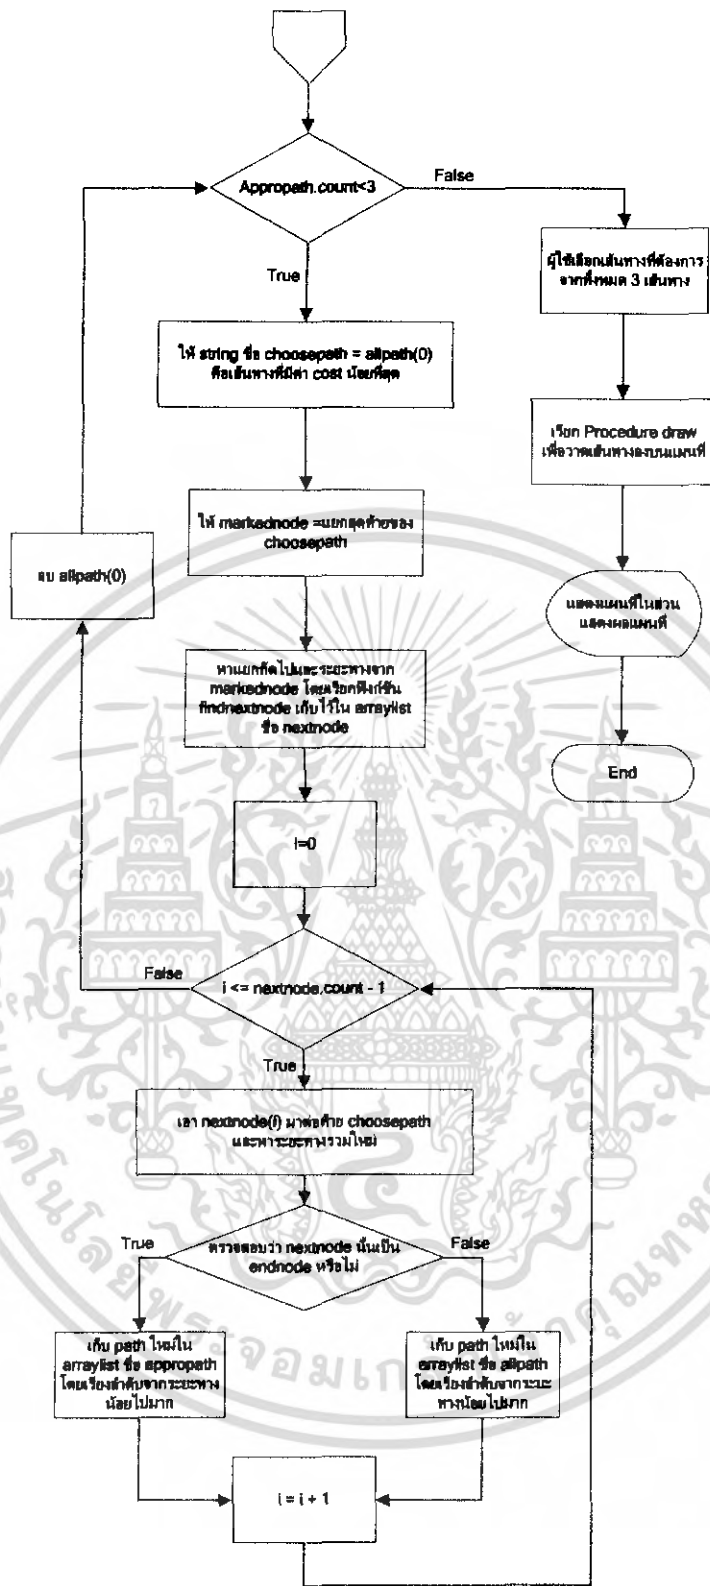 Appropath.count<3
False
True
ผู้ใช้เลือกเส้นทางที่ต้องการ
จากทั้งหมด 3 เส้นทาง
ให้ string ชื่อ choosepath = allpath(0)
คือเส้นทางที่มีค่า cost น้อยที่สุด
เรียก Procedure draw
เพื่อวาดเส้นทางลงบนแผนที่
ให้ markednode =แยกสุดท้ายของ
choosepath
ลบ allpath(0)
แสดงแผนที่ในส่วน
แสดงผลแผนที่
หาแยกถัดไปและระยะทางจาก
markednode โดยเรียกฟังก์ชัน
findnextnode เก็บไว้ใน arraylist
ชื่อ nextnode
End
i=0
False
i <= nextnode.count - 1
True
เอา nextnode(i) มาต่อท้าย choosepath
และหาระยะทางรวมใหม่
True
ตรวจสอบว่า nextnode นั้นเป็น
endnode หรือไม่
False
เก็บ path ใหม่ใน
arraylist ชื่อ appropath
โดยเรียงลำดับจากระยะทาง
น้อยไปมาก
เก็บ path ใหม่ใน
arraylist ชื่อ allpath
โดยเรียงลำดับจากระยะ
ทางน้อยไปมาก
i = i + 1